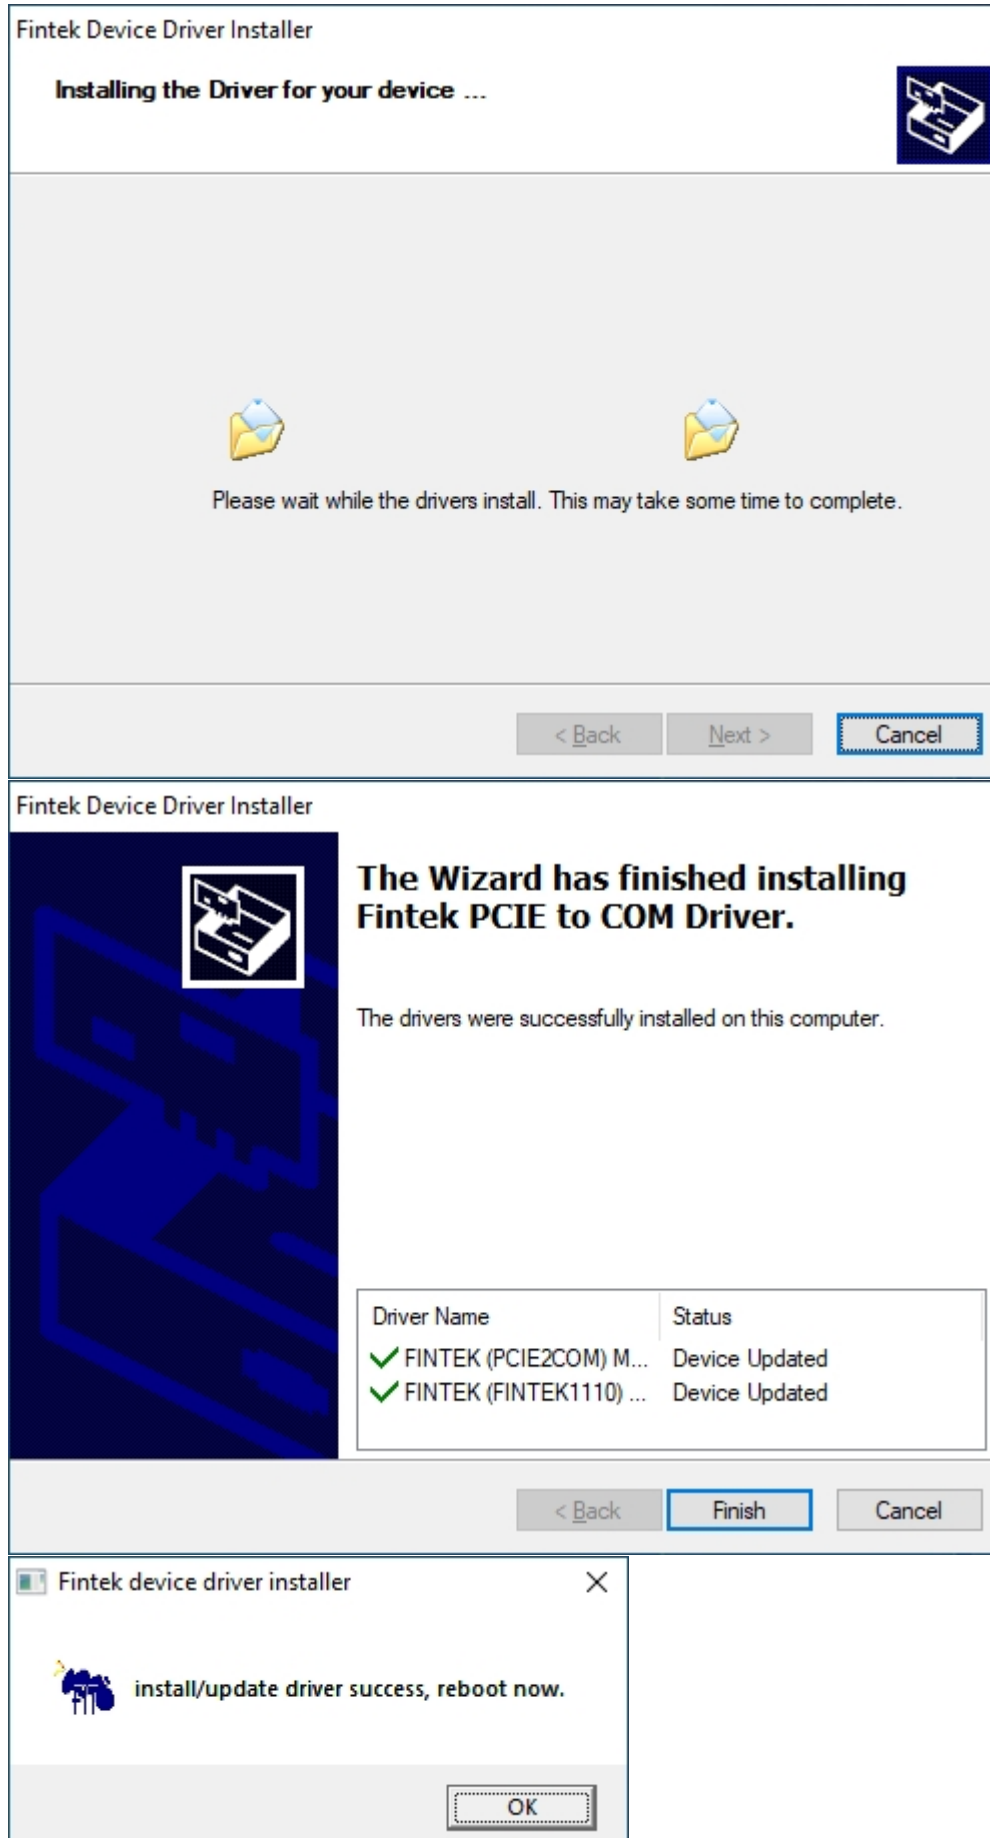 Fintek Device Driver Installer
Installing the Driver for your device ...
Please wait while the drivers install. This may take some time to complete.
< Back
Next >
Cancel
Fintek Device Driver Installer
The Wizard has finished installing
Fintek PCIE to COM Driver.
The drivers were successfully installed on this computer.
Driver Name Status
FINTEK (PCIE2COM) M... Device Updated
FINTEK (FINTEK1110) ... Device Updated
< Back
Finish
Cancel
Fintek device driver installer
install/update driver success, reboot now.
OK